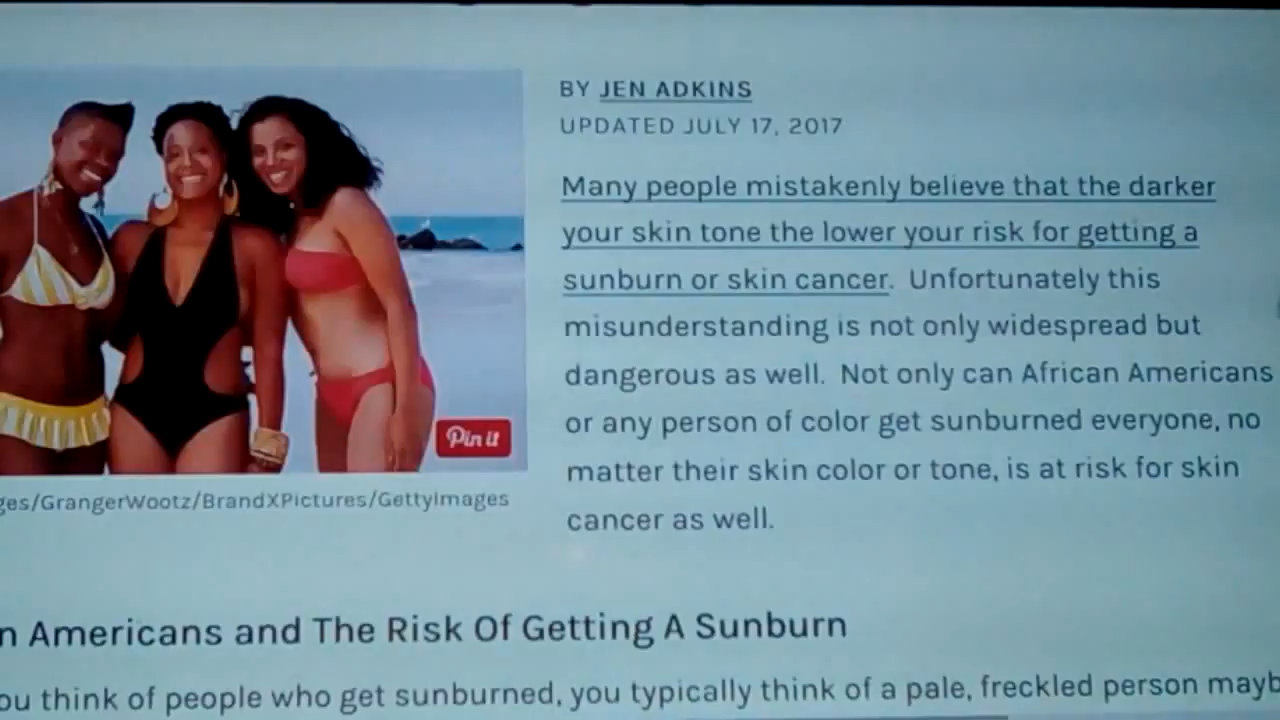 BY JEN ADKINS
UPDATED JULY 17, 2017
Many people mistakenly believe that the darker
your skin tone the lower your risk for getting a
sunburn or skin cancer. Unfortunately this
misunderstanding is not only widespread but
dangerous as well. Not only can African Americans
or any person of color get sunburned everyone, no
matter their skin color or tone, is at risk for skin
cancer as well.
Pin it
ges/GrangerWootz/BrandXPictures/GettyImages
n Americans and The Risk Of Getting A Sunburn
ou think of people who get sunburned, you typically think of a pale, freckled person mayb